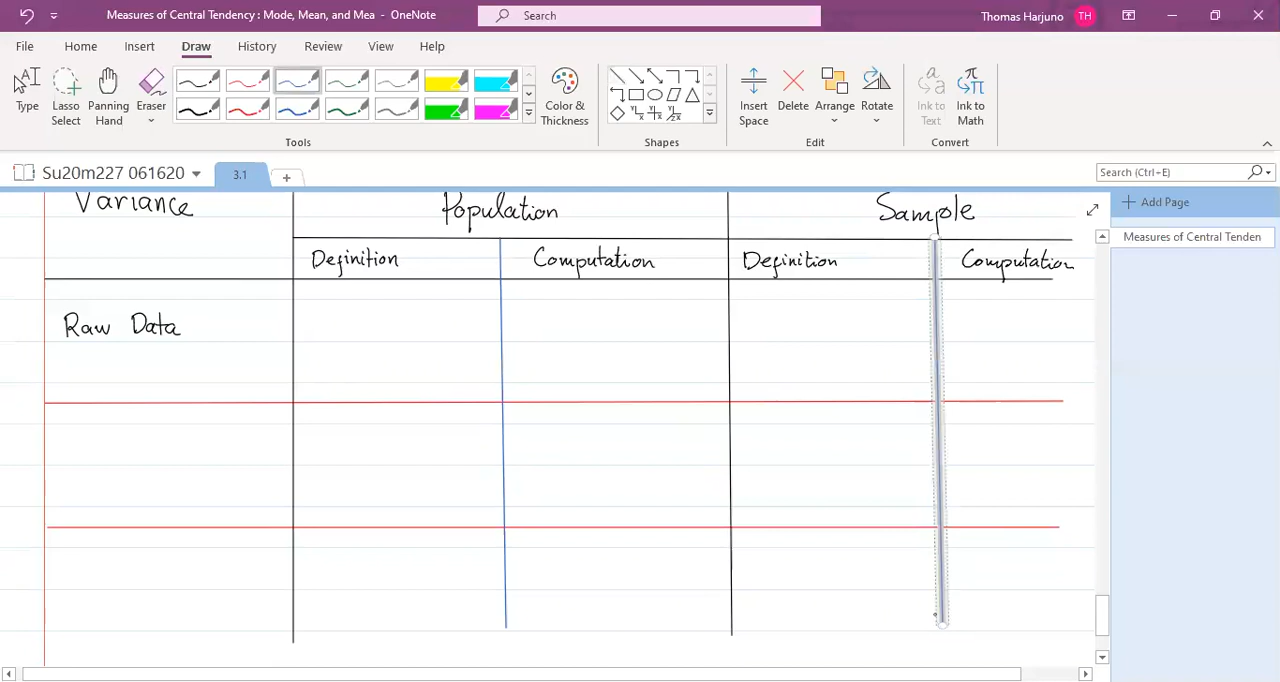 Measures of Central Tendency : Mode, Mean, and Mea - OneNote
Search
Thomas Harjuno
TH
File Home Insert Draw History Review View Help
Type
Lasso Select
Panning Hand
Eraser
Color & Thickness
Insert Space
Delete
Arrange
Rotate
Ink to Text
Ink to Math
Tools
Shapes
Edit
Convert
Su20m227 061620
3.1
Search (Ctrl+E)
Add Page
Measures of Central Tenden
Variance Population Sample
Definition Computation Definition Computation
Raw Data